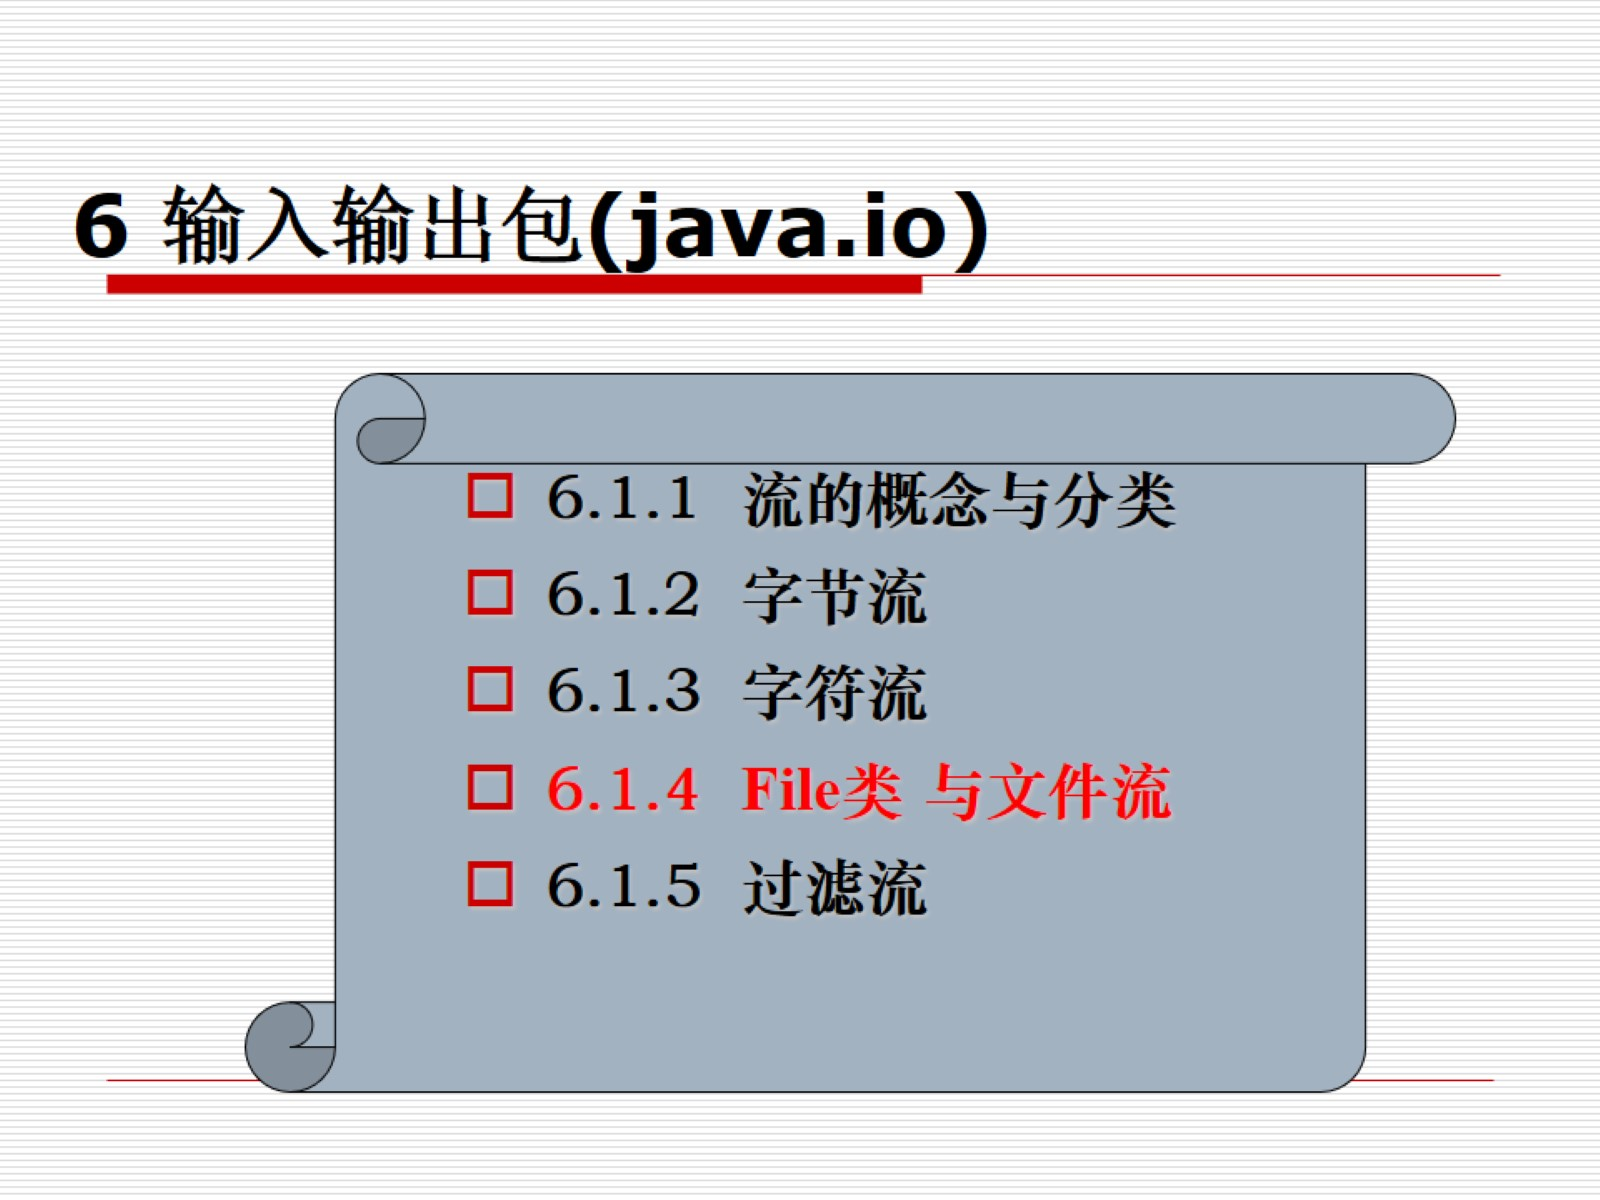 6 输入输出包(java.io)
6.1.1 流的概念与分类
6.1.2 字节流
6.1.3 字符流
6.1.4 File类 与文件流
6.1.5 过滤流